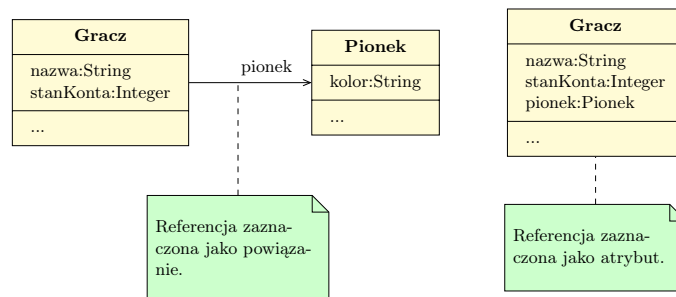 Gracz
nazwa:String
stanKonta:Integer
...
pionek
Pionek
kolor:String
...
Referencja zazna-
czona jako powiąza-
nie.
Gracz
nazwa:String
stanKonta:Integer
pionek:Pionek
...
Referencja zazna-
czona jako atrybut.